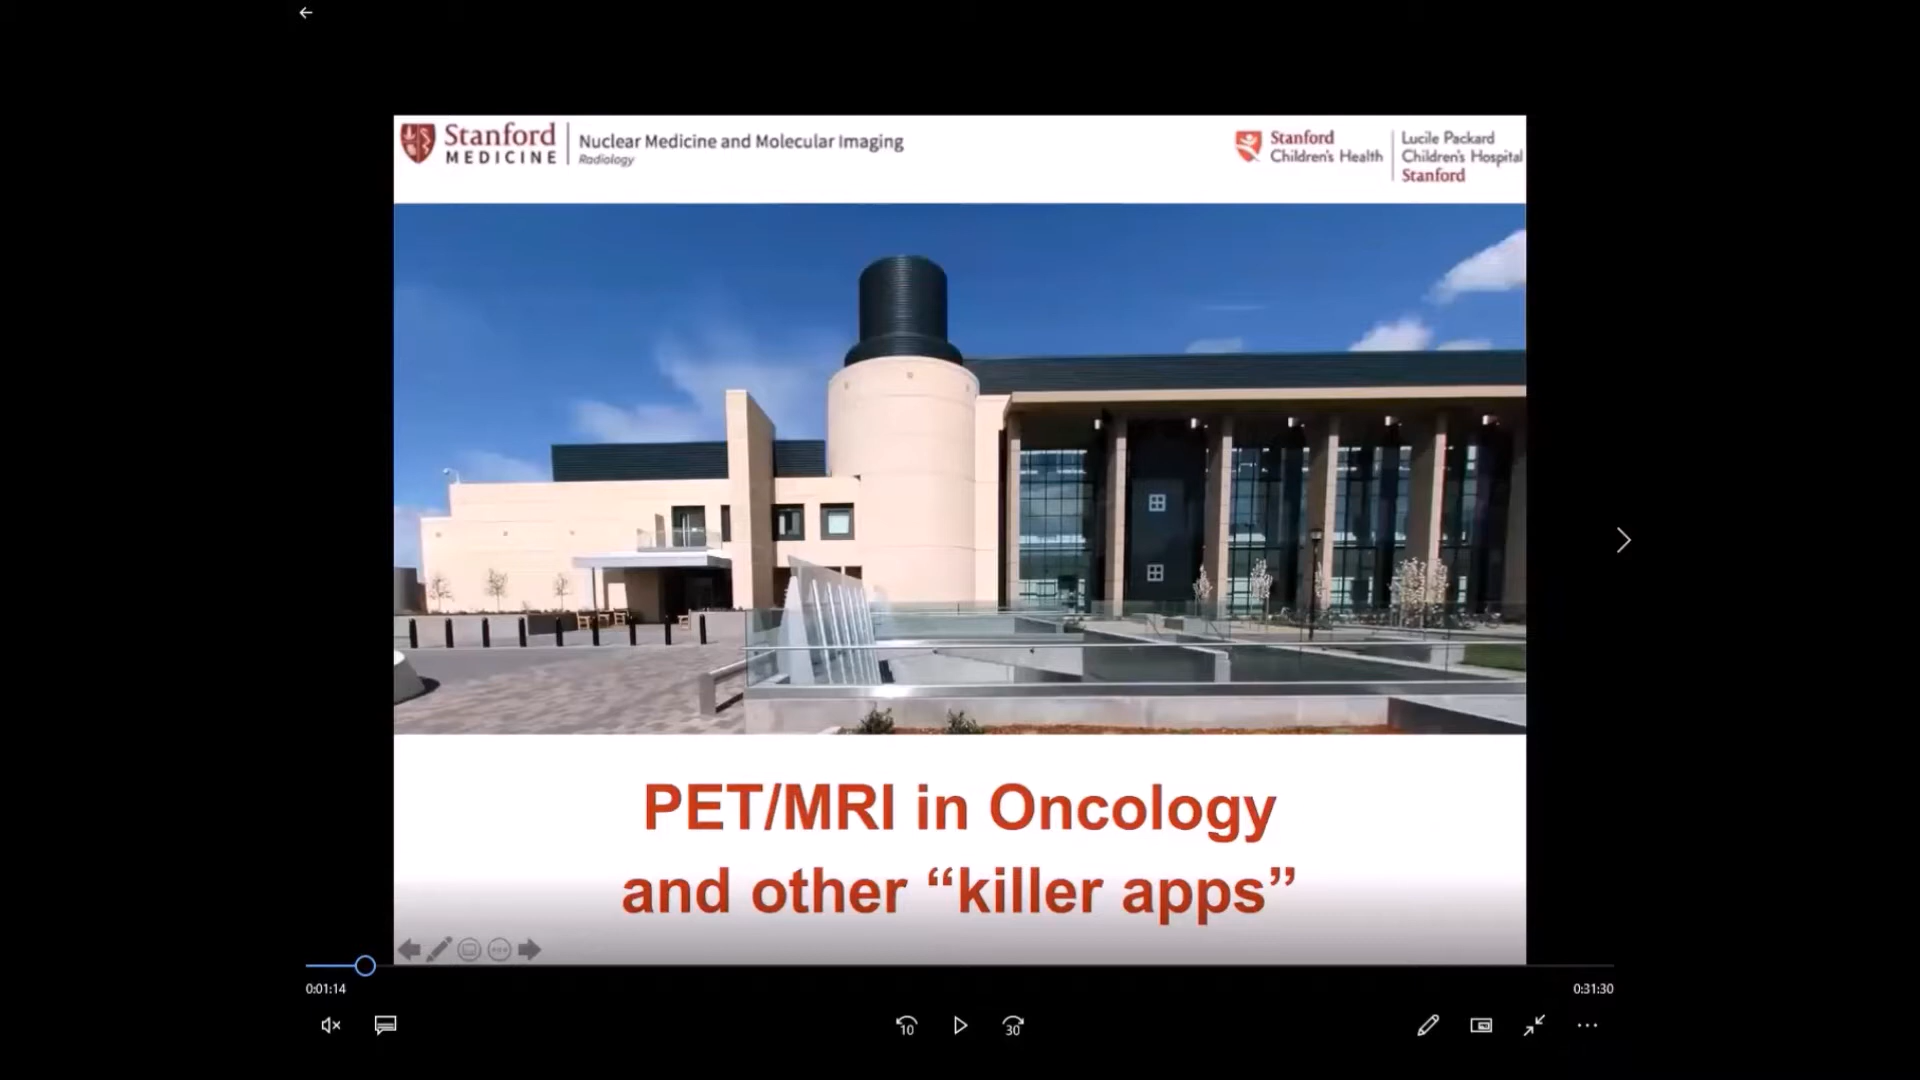 Stanford
MEDICINE
Nuclear Medicine and Molecular Imaging
Radiology
Stanford
Children's Health
Lucile Packard
Children's Hospital
Stanford
PET/MRI in Oncology
and other “killer apps”
0:01:14
0:31:30
10
30